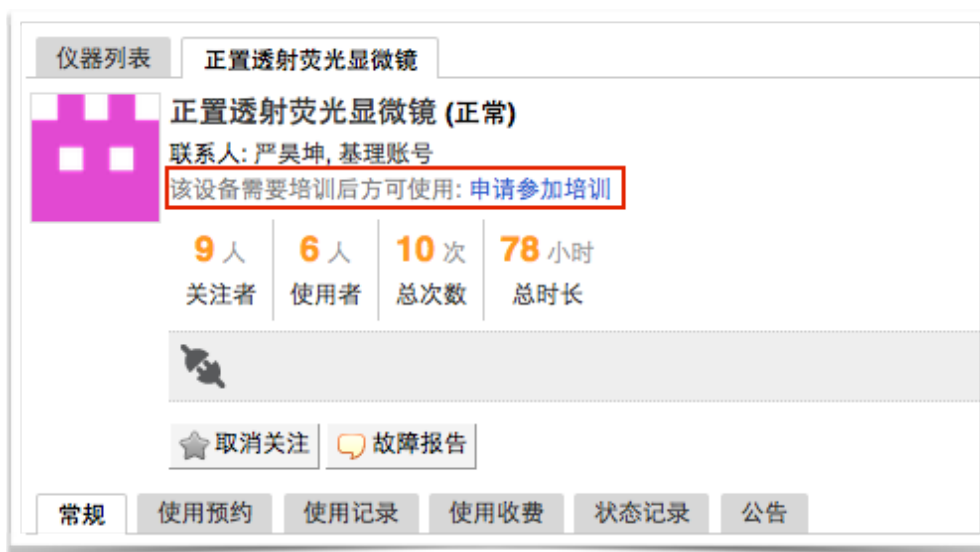 仪器列表 正置透射荧光显微镜
正置透射荧光显微镜 (正常)
联系人: 严昊坤, 基理账号
该设备需要培训后方可使用: 申请参加培训
9 人 6 人 10 次 78 小时
关注者 使用者 总次数 总时长
取消关注 故障报告
常规 使用预约 使用记录 使用收费 状态记录 公告